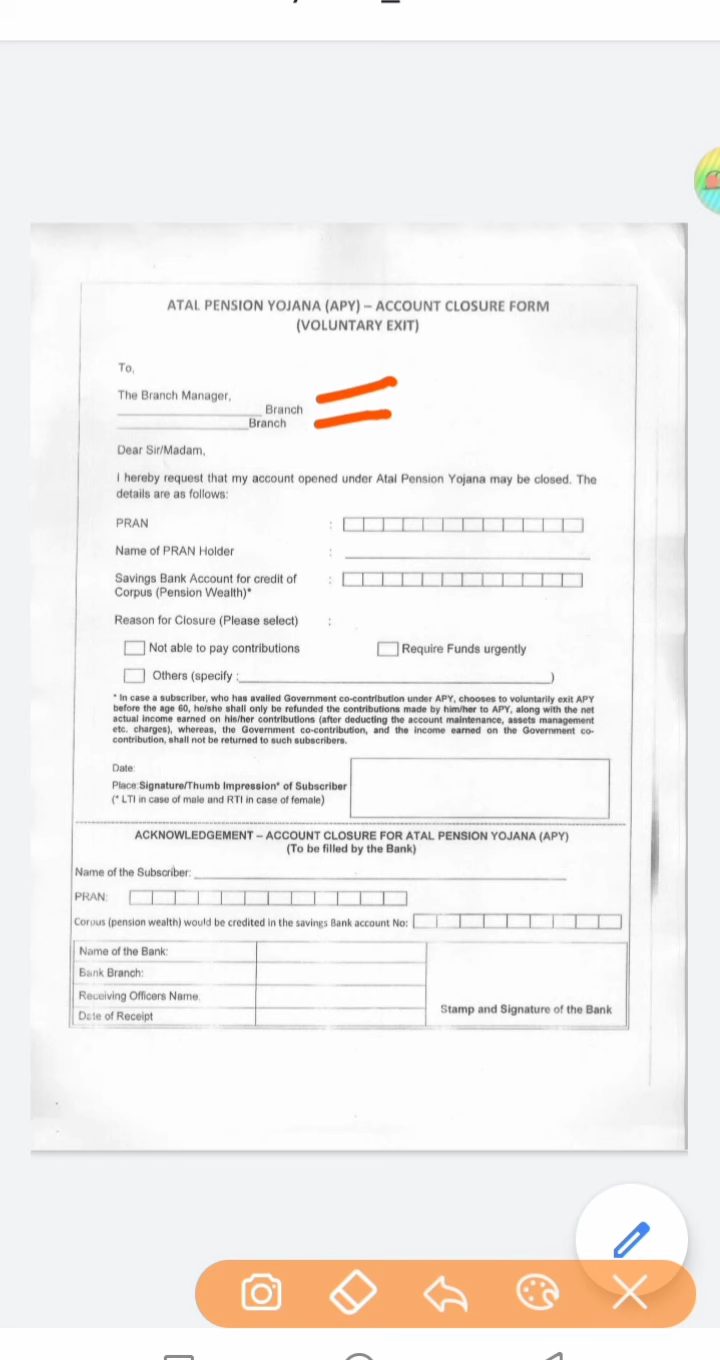 ATAL PENSION YOJANA (APY) – ACCOUNT CLOSURE FORM
(VOLUNTARY EXIT)
To,
The Branch Manager,
____________________ Branch
____________________Branch
Dear Sir/Madam,
I hereby request that my account opened under Atal Pension Yojana may be closed. The
details are as follows:
PRAN :
Name of PRAN Holder :
Savings Bank Account for credit of :
Corpus (Pension Wealth)*
Reason for Closure (Please select) :
Not able to pay contributions Require Funds urgently
Others (specify :____________________)
* In case a subscriber, who has availed Government co-contribution under APY, chooses to voluntarily exit APY
before the age 60, he/she shall only be refunded the contributions made by him/her to APY, along with the net
actual income earned on his/her contributions (after deducting the account maintenance, assets management
etc. charges), whereas, the Government co-contribution, and the income earned on the Government co-
contribution, shall not be returned to such subscribers.
Date:
Place:Signature/Thumb Impression* of Subscriber
(* LTI in case of male and RTI in case of female)
ACKNOWLEDGEMENT – ACCOUNT CLOSURE FOR ATAL PENSION YOJANA (APY)
(To be filled by the Bank)
Name of the Subscriber:
PRAN:
Corpus (pension wealth) would be credited in the savings Bank account No:
Name of the Bank:
Bank Branch:
Receiving Officers Name
Date of Receipt
Stamp and Signature of the Bank